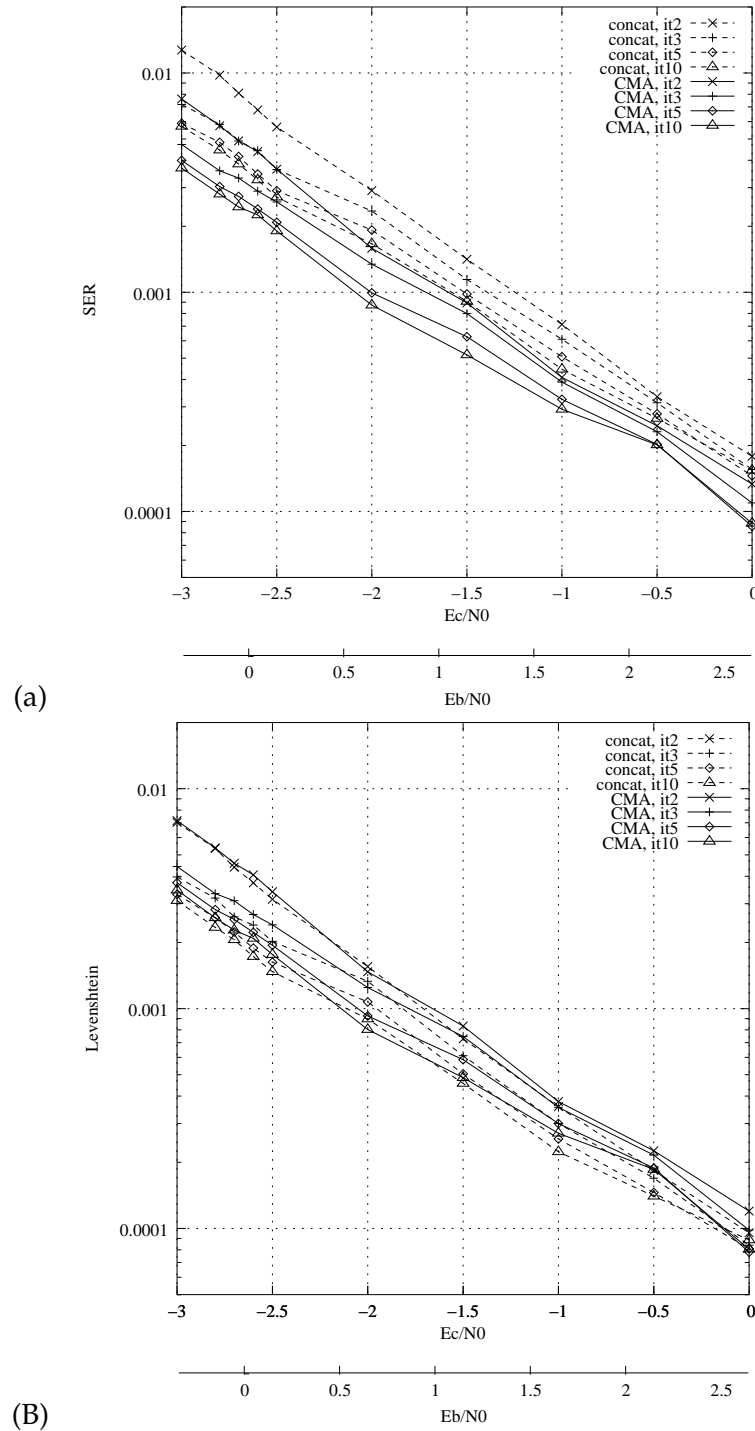 concat, it2
concat, it3
concat, it5
concat, it10
CMA, it2
CMA, it3
CMA, it5
CMA, it10
0.01
0.001
0.0001
SER
−3 −2.5 −2 −1.5 −1 −0.5 0
Ec/N0
0 0.5 1 1.5 2 2.5
Eb/N0
(a)
concat, it2
concat, it3
concat, it5
concat, it10
CMA, it2
CMA, it3
CMA, it5
CMA, it10
0.01
0.001
0.0001
Levenshtein
−3 −2.5 −2 −1.5 −1 −0.5 0
Ec/N0
0 0.5 1 1.5 2 2.5
Eb/N0
(B)